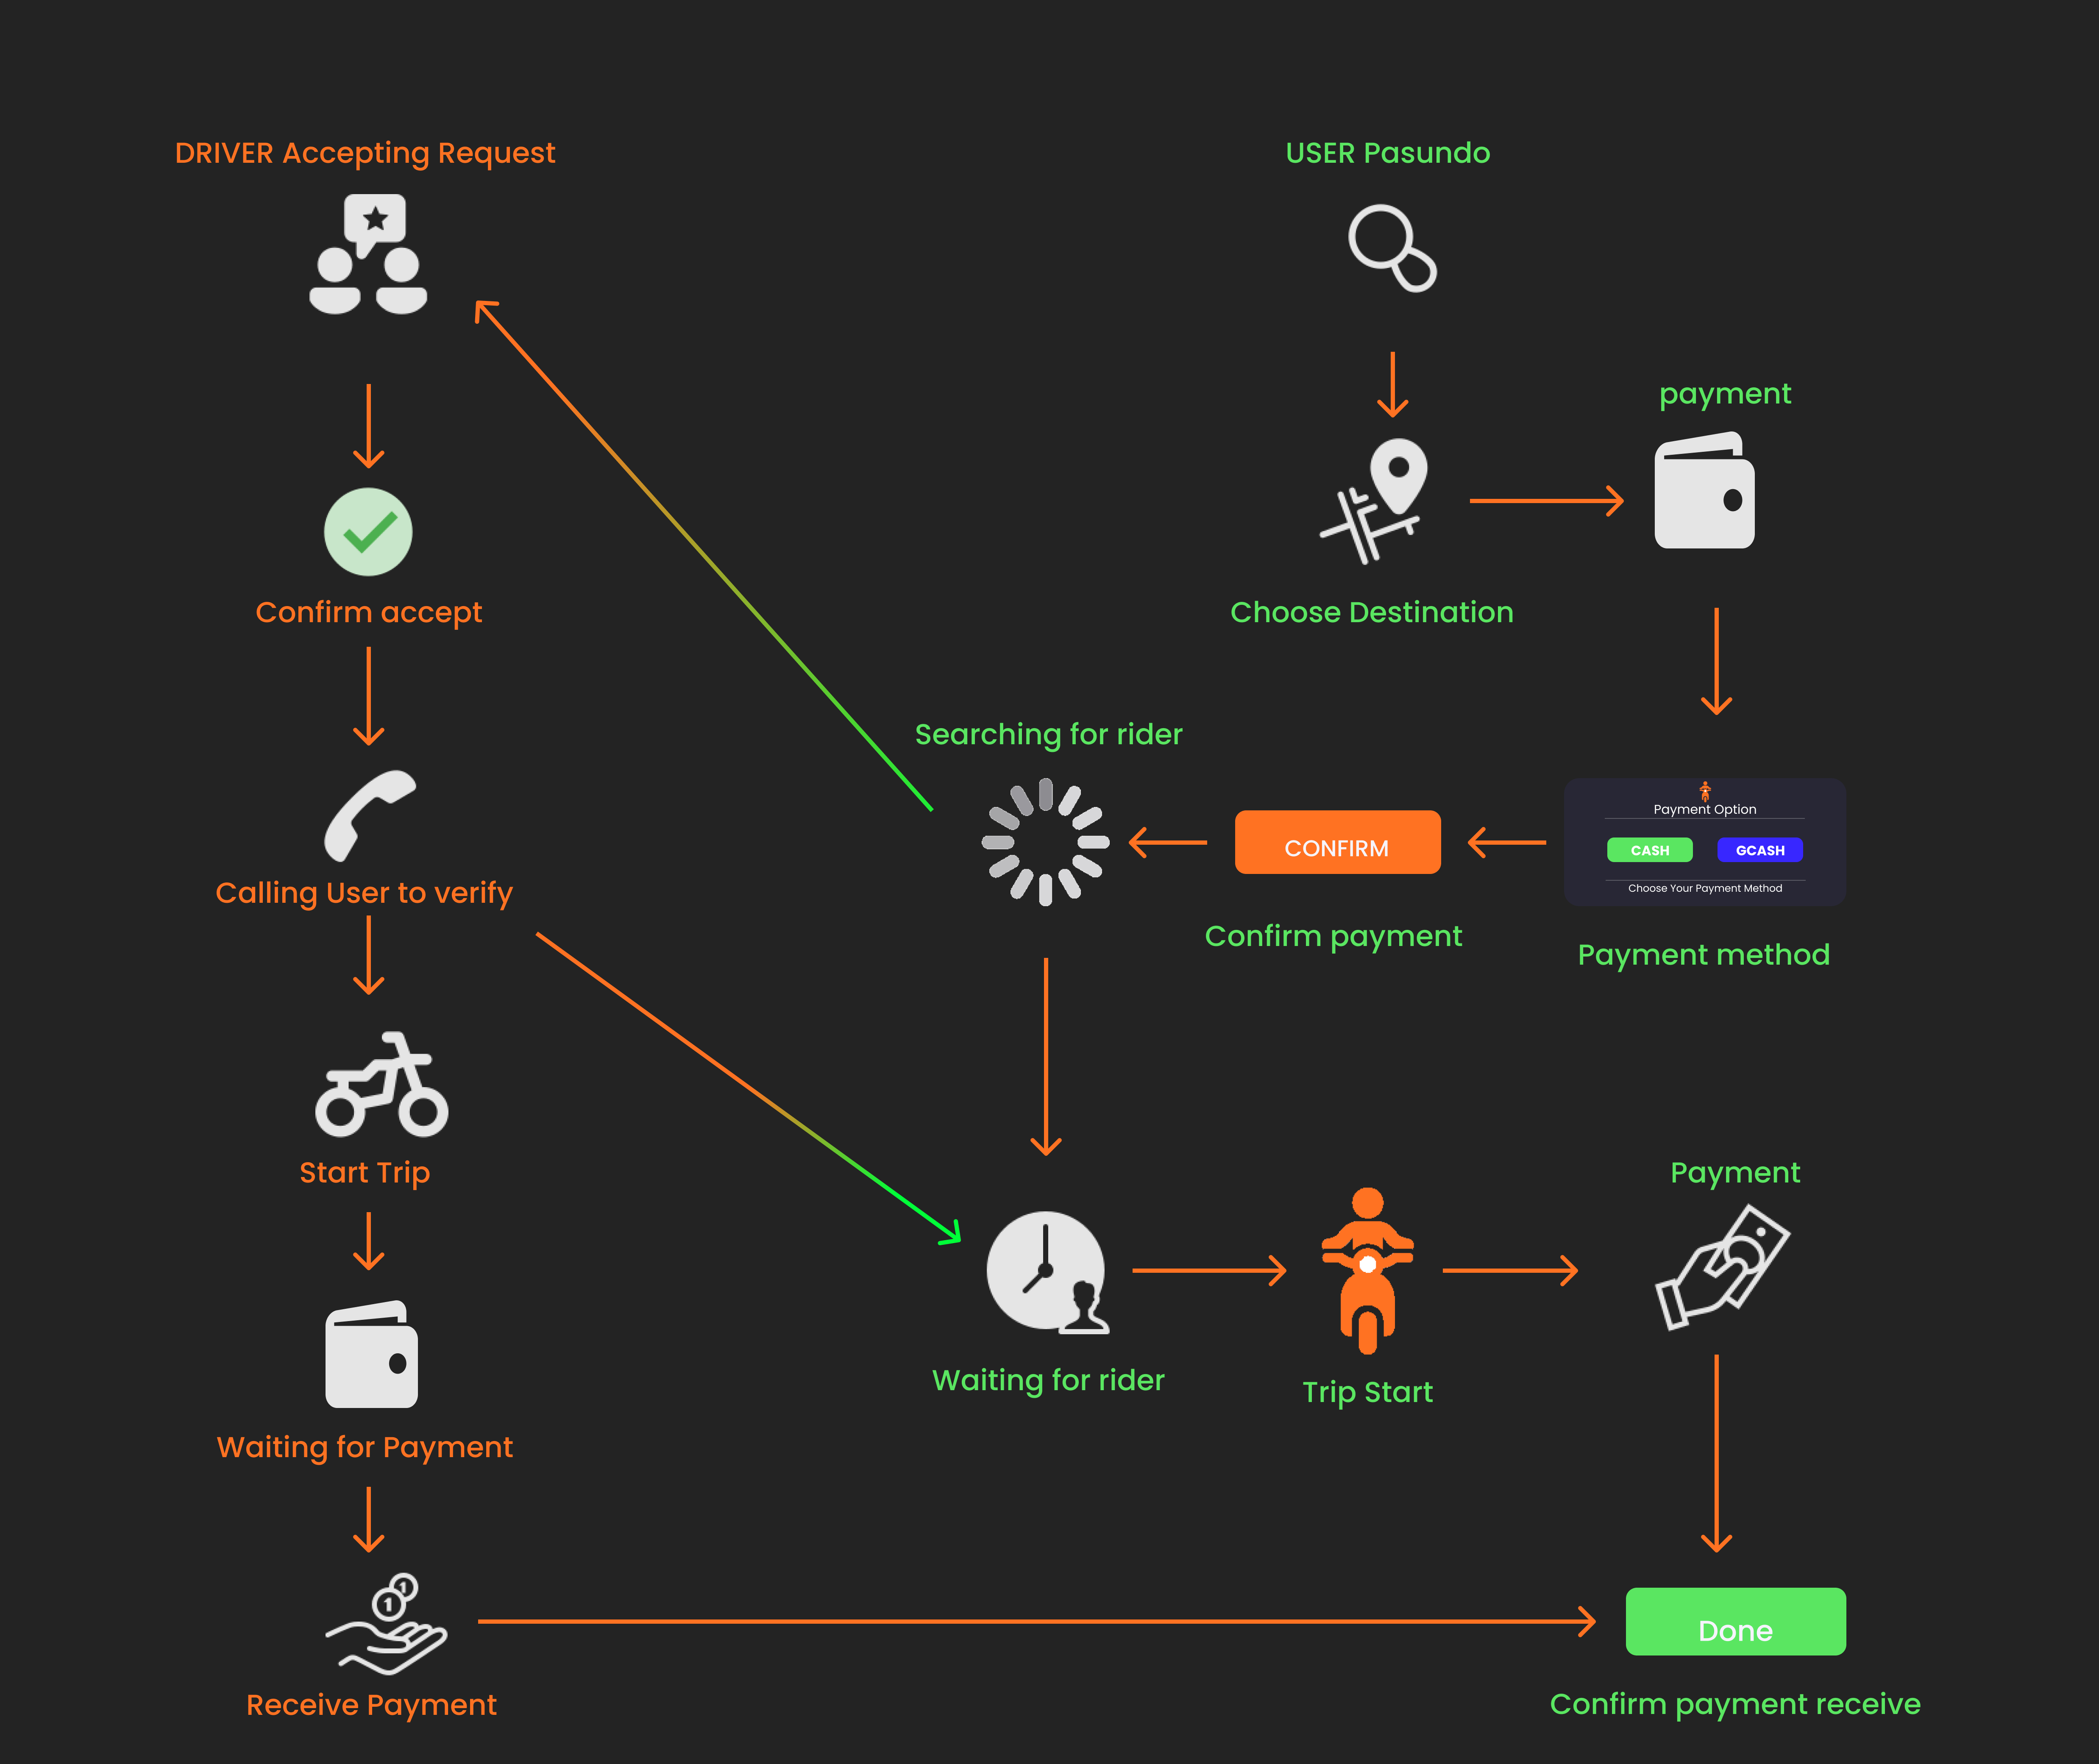 DRIVER Accepting Request
USER Pasundo
payment
Confirm accept
Choose Destination
Searching for rider
Payment Option
CASH
GCASH
Choose Your Payment Method
CONFIRM
Calling User to verify
Confirm payment
Payment method
Start Trip
Payment
Waiting for rider
Trip Start
Waiting for Payment
1
1
Done
Receive Payment
Confirm payment receive